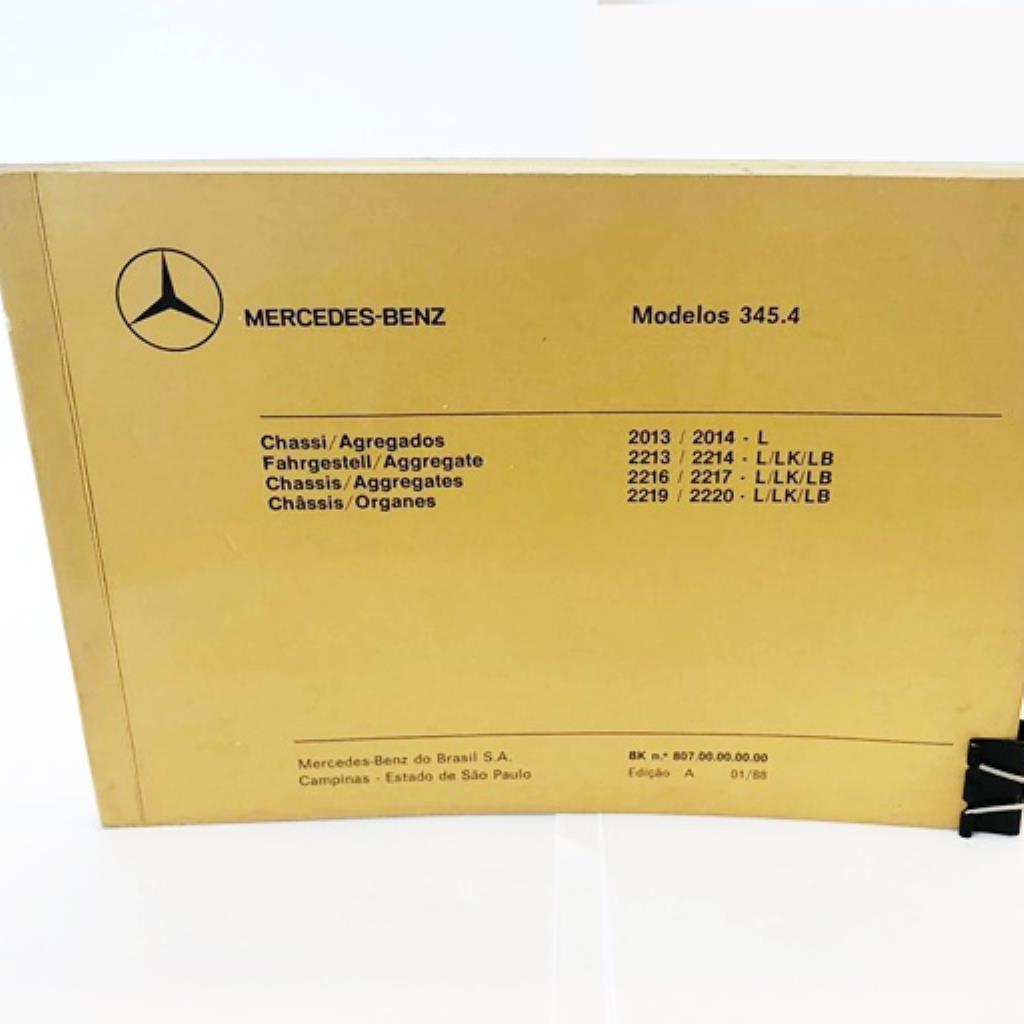 MERCEDES-BENZ
Modelos 345.4
Chassi/Agregados
Fahrgestell/Aggregate
Chassis/Aggregates
Châssis/Organes
2013 / 2014 - L
2213 / 2214 - L/LK/LB
2216 / 2217 - L/LK/LB
2219 / 2220 - L/LK/LB
Mercedes-Benz do Brasil S.A.
Campinas - Estado de São Paulo
BK n.º 807.00.00.00.00
Edição A 01/88